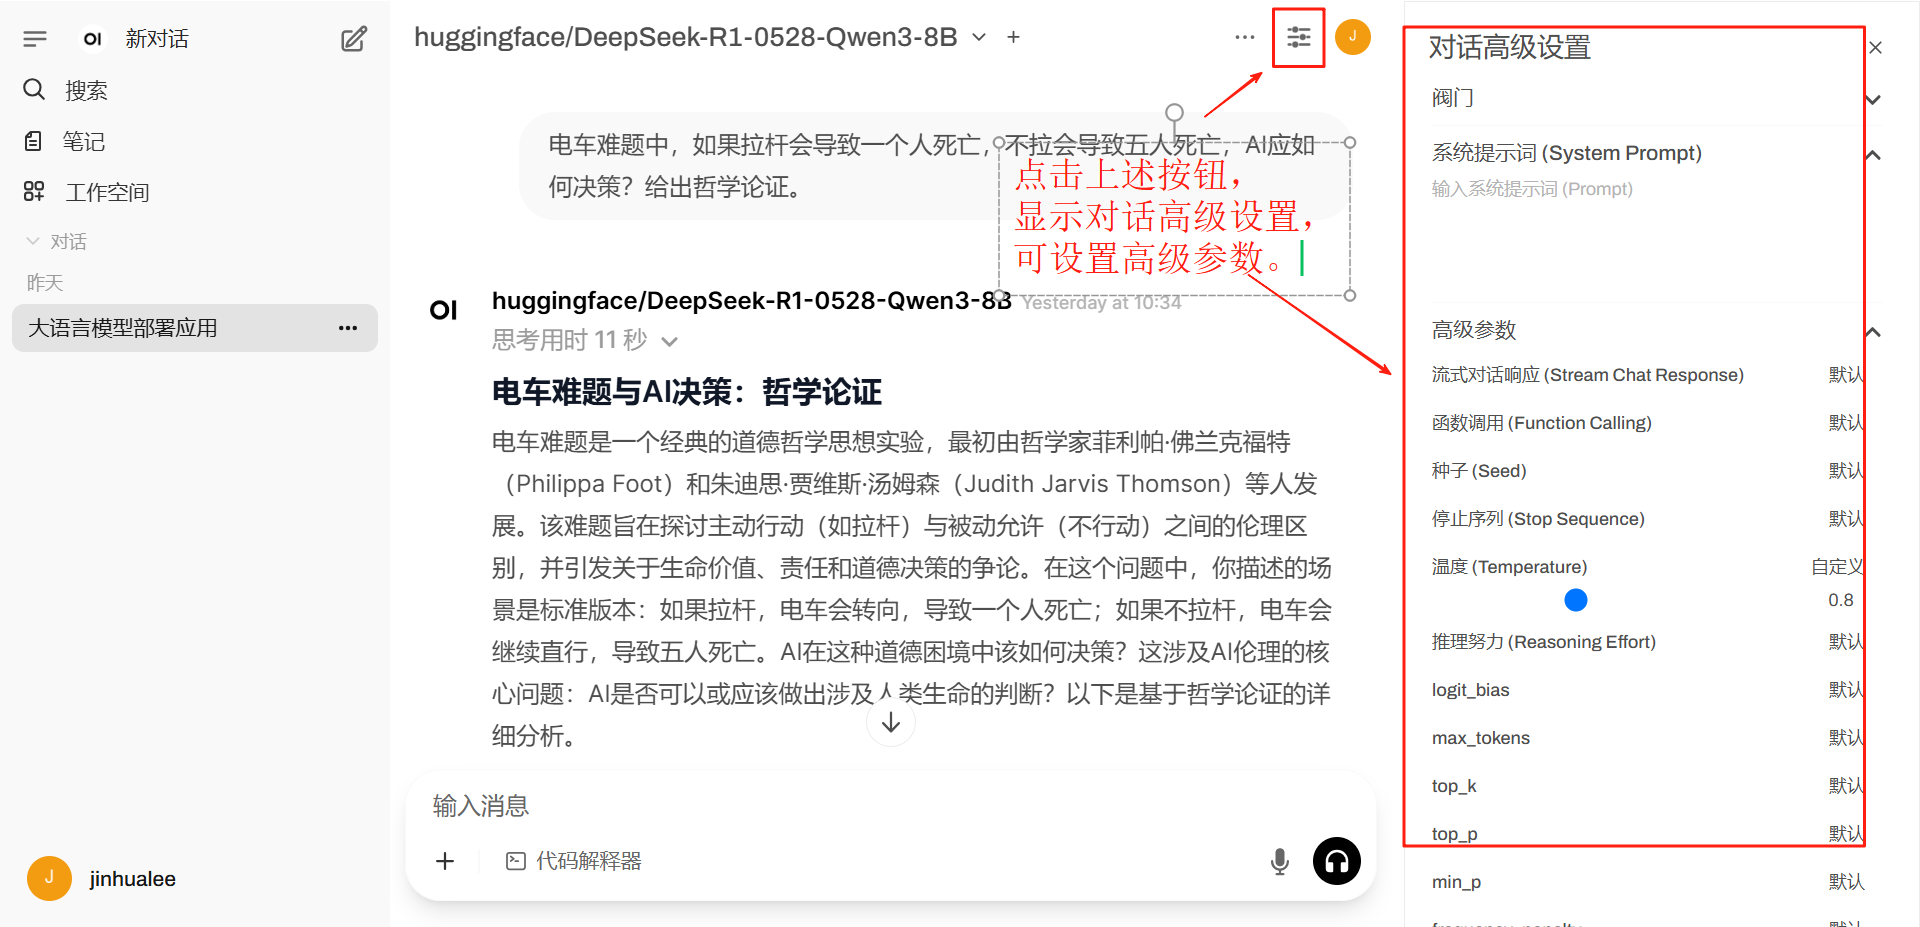 OI 新对话
搜索
笔记
工作空间
对话
昨天
大语言模型部署应用
J jinhualee
huggingface/DeepSeek-R1-0528-Qwen3-8B
J
电车难题中，如果拉杆会导致一个人死亡，不拉会导致五人死亡，AI应如
何决策？给出哲学论证。
点击上述按钮，
显示对话高级设置，
可设置高级参数。
OI huggingface/DeepSeek-R1-0528-Qwen3-8B Yesterday at 10:34
思考用时 11 秒
电车难题与AI决策：哲学论证
电车难题是一个经典的道德哲学思想实验，最初由哲学家菲利帕·佛兰克福特
（Philippa Foot）和朱迪思·贾维斯·汤姆森（Judith Jarvis Thomson）等人发
展。该难题旨在探讨主动行动（如拉杆）与被动允许（不行动）之间的伦理区
别，并引发关于生命价值、责任和道德决策的争论。在这个问题中，你描述的场
景是标准版本：如果拉杆，电车会转向，导致一个人死亡；如果不拉杆，电车会
继续直行，导致五人死亡。AI在这种道德困境中该如何决策？这涉及AI伦理的核
心问题：AI是否可以或应该做出涉及人类生命的判断？以下是基于哲学论证的详
细分析。
输入消息
代码解释器
对话高级设置
阀门
系统提示词 (System Prompt)
输入系统提示词 (Prompt)
高级参数
流式对话响应 (Stream Chat Response) 默认
函数调用 (Function Calling) 默认
种子 (Seed) 默认
停止序列 (Stop Sequence) 默认
温度 (Temperature) 自定义
0.8
推理努力 (Reasoning Effort) 默认
logit_bias 默认
max_tokens 默认
top_k 默认
top_p 默认
min_p 默认
frequency_penalty 默认